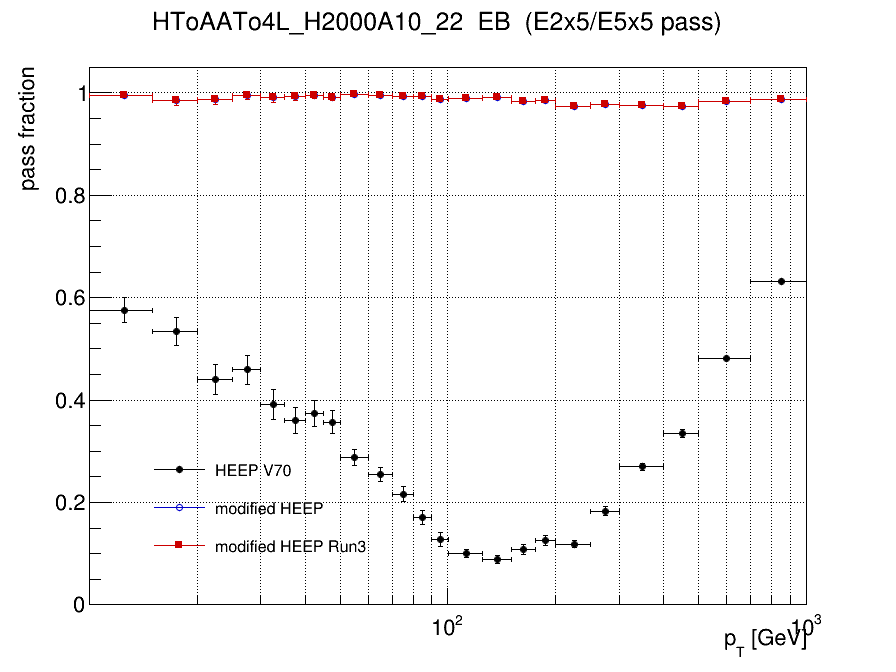 HToAATo4L_H2000A10_22 EB (E2x5/E5x5 pass)
pass fraction
1
0.8
0.6
0.4
0.2
0
HEEP V70
modified HEEP
modified HEEP Run3
10²
10³
p_T [GeV]